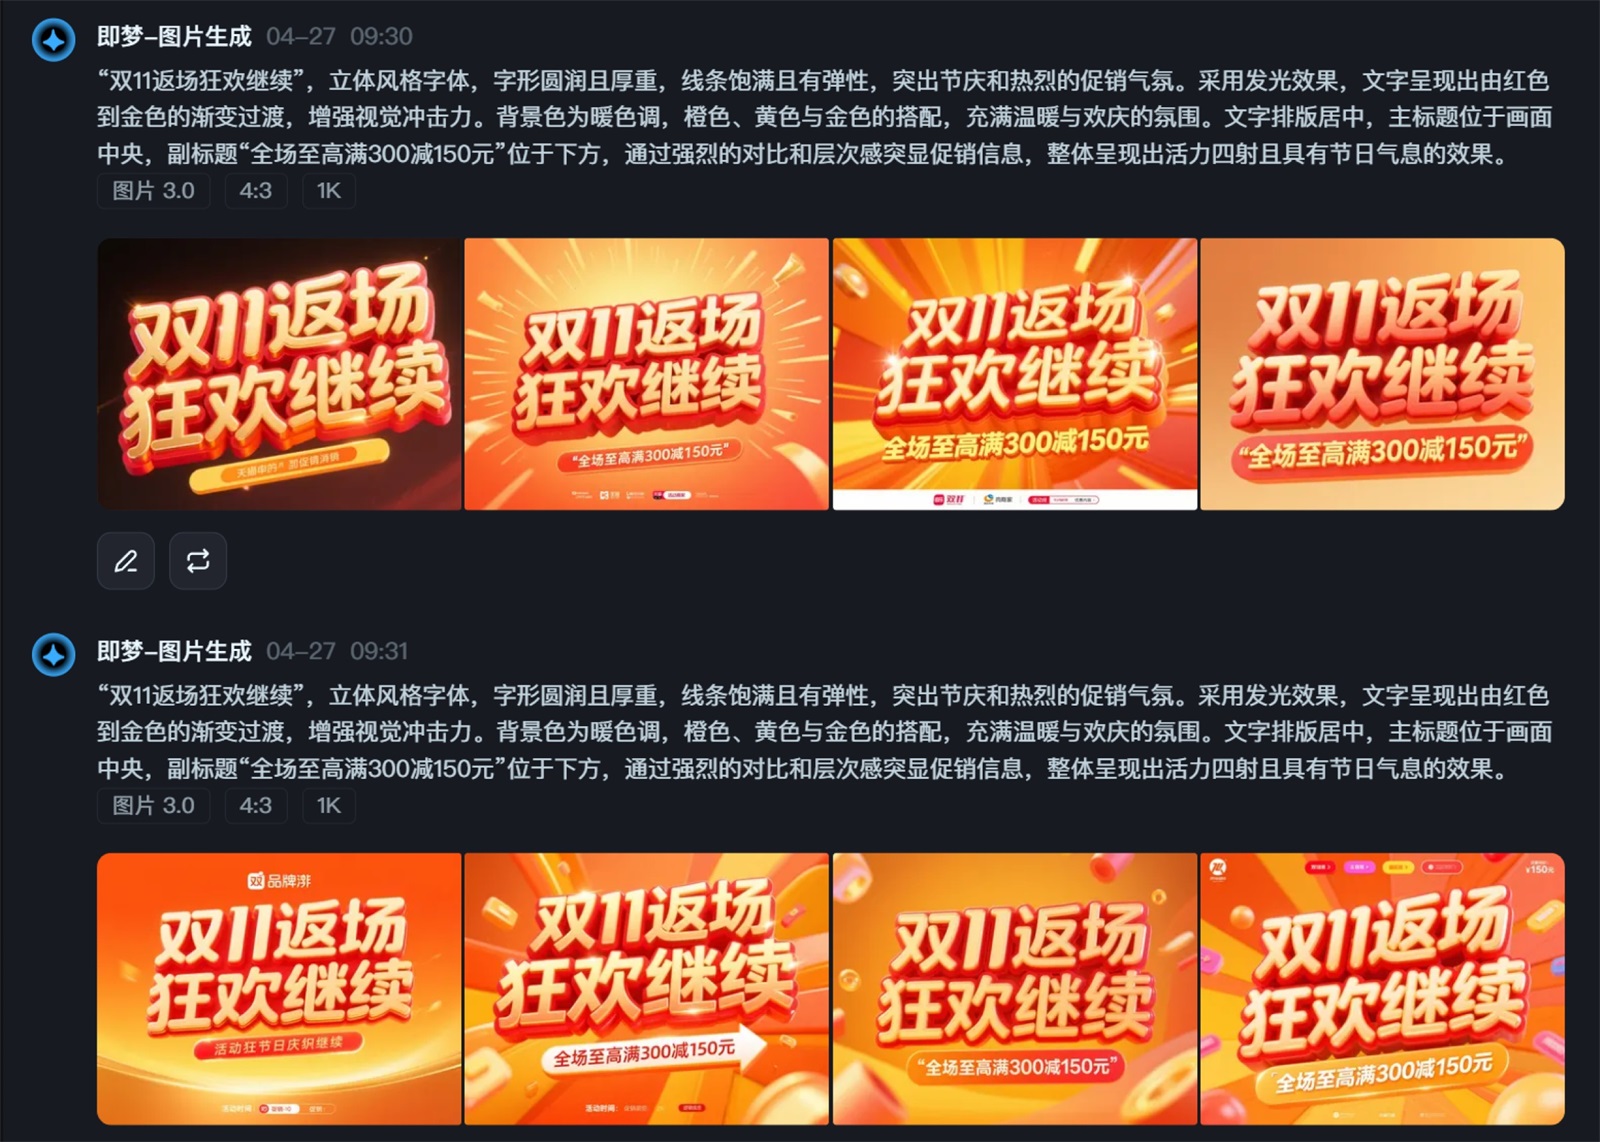 即梦–图片生成 04–27 09:30
“双11返场狂欢继续”，立体风格字体，字形圆润且厚重，线条饱满且有弹性，突出节庆和热烈的促销气氛。采用发光效果，文字呈现出由红色
到金色的渐变过渡，增强视觉冲击力。背景色为暖色调，橙色、黄色与金色的搭配，充满温暖与欢庆的氛围。文字排版居中，主标题位于画面
中央，副标题“全场至高满300减150元”位于下方，通过强烈的对比和层次感突显促销信息，整体呈现出活力四射且具有节日气息的效果。
图片 3.0 4:3 1K
双11返场
狂欢继续
双11返场
狂欢继续
“全场至高满300减150元”
双11返场
狂欢继续
全场至高满300减150元
双11返场
狂欢继续
“全场至高满300减150元”
即梦–图片生成 04–27 09:31
“双11返场狂欢继续”，立体风格字体，字形圆润且厚重，线条饱满且有弹性，突出节庆和热烈的促销气氛。采用发光效果，文字呈现出由红色
到金色的渐变过渡，增强视觉冲击力。背景色为暖色调，橙色、黄色与金色的搭配，充满温暖与欢庆的氛围。文字排版居中，主标题位于画面
中央，副标题“全场至高满300减150元”位于下方，通过强烈的对比和层次感突显促销信息，整体呈现出活力四射且具有节日气息的效果。
图片 3.0 4:3 1K
双 品牌
双11返场
狂欢继续
活动狂节日庆织继续
活动时间：
双11返场
狂欢继续
全场至高满300减150元
活动时间：
双11返场
狂欢继续
“全场至高满300减150元”
¥150元
双11返场
狂欢继续
“全场至高满300减150元”